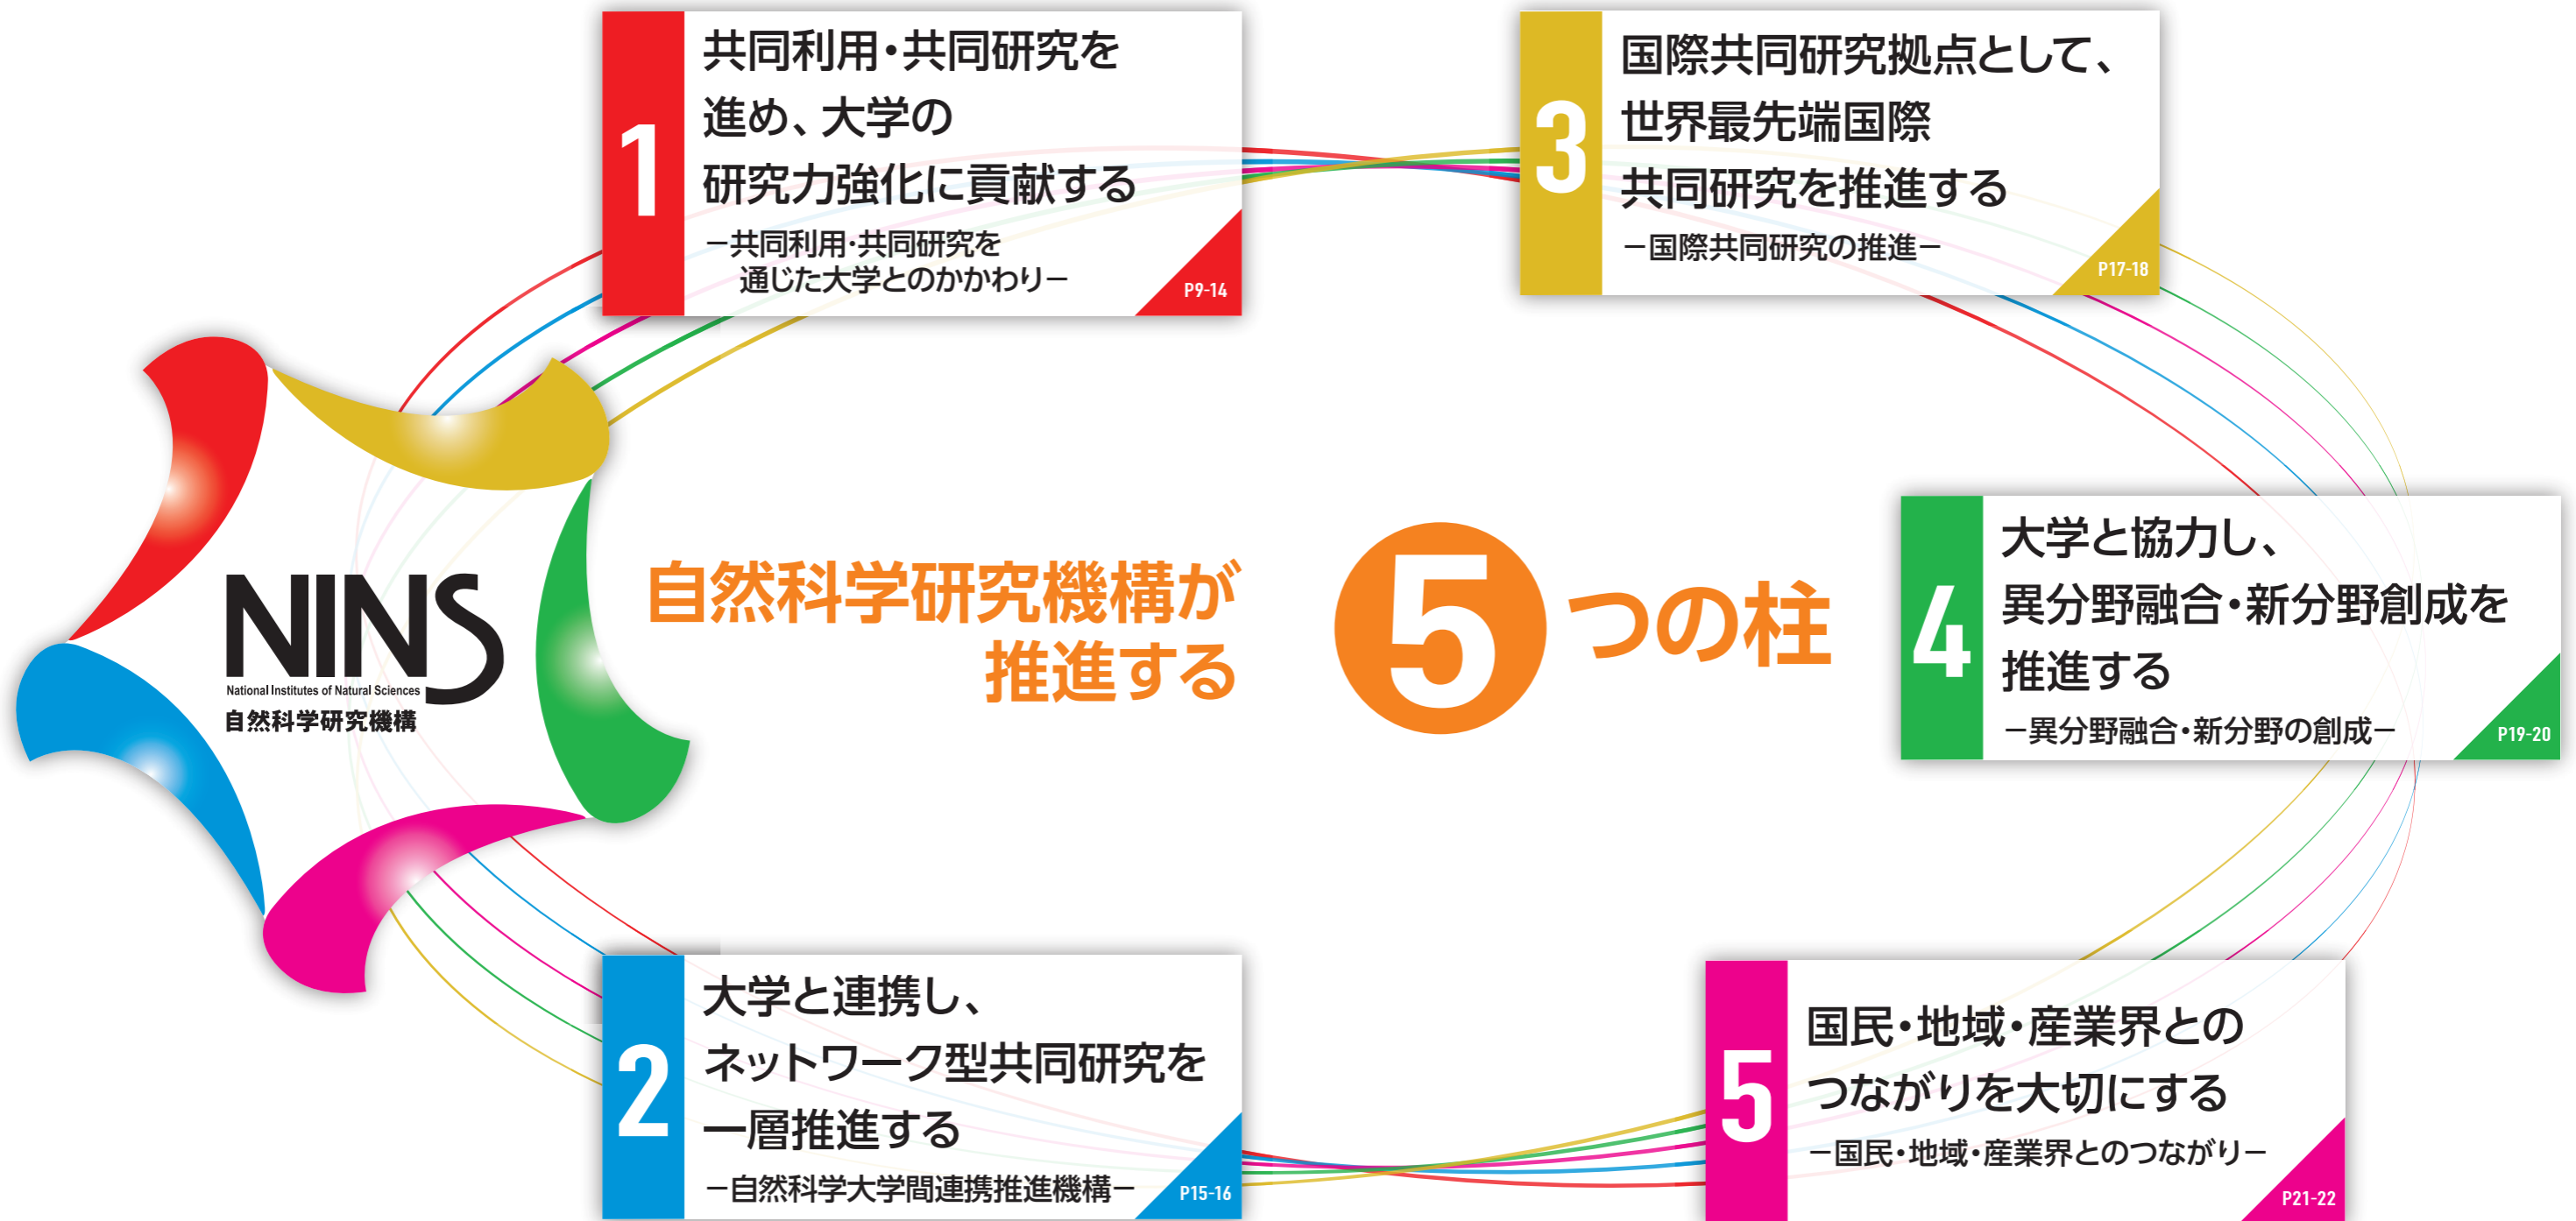 1
共同利用・共同研究を
進め、大学の
研究力強化に貢献する
－共同利用・共同研究を
通じた大学とのかかわり－
P9-14
3
国際共同研究拠点として、
世界最先端国際
共同研究を推進する
－国際共同研究の推進－
P17-18
NINS
National Institutes of Natural Sciences
自然科学研究機構
自然科学研究機構が
推進する
5つの柱
4
大学と協力し、
異分野融合・新分野創成を
推進する
－異分野融合・新分野の創成－
P19-20
2
大学と連携し、
ネットワーク型共同研究を
一層推進する
－自然科学大学間連携推進機構－
P15-16
5
国民・地域・産業界との
つながりを大切にする
－国民・地域・産業界とのつながり－
P21-22